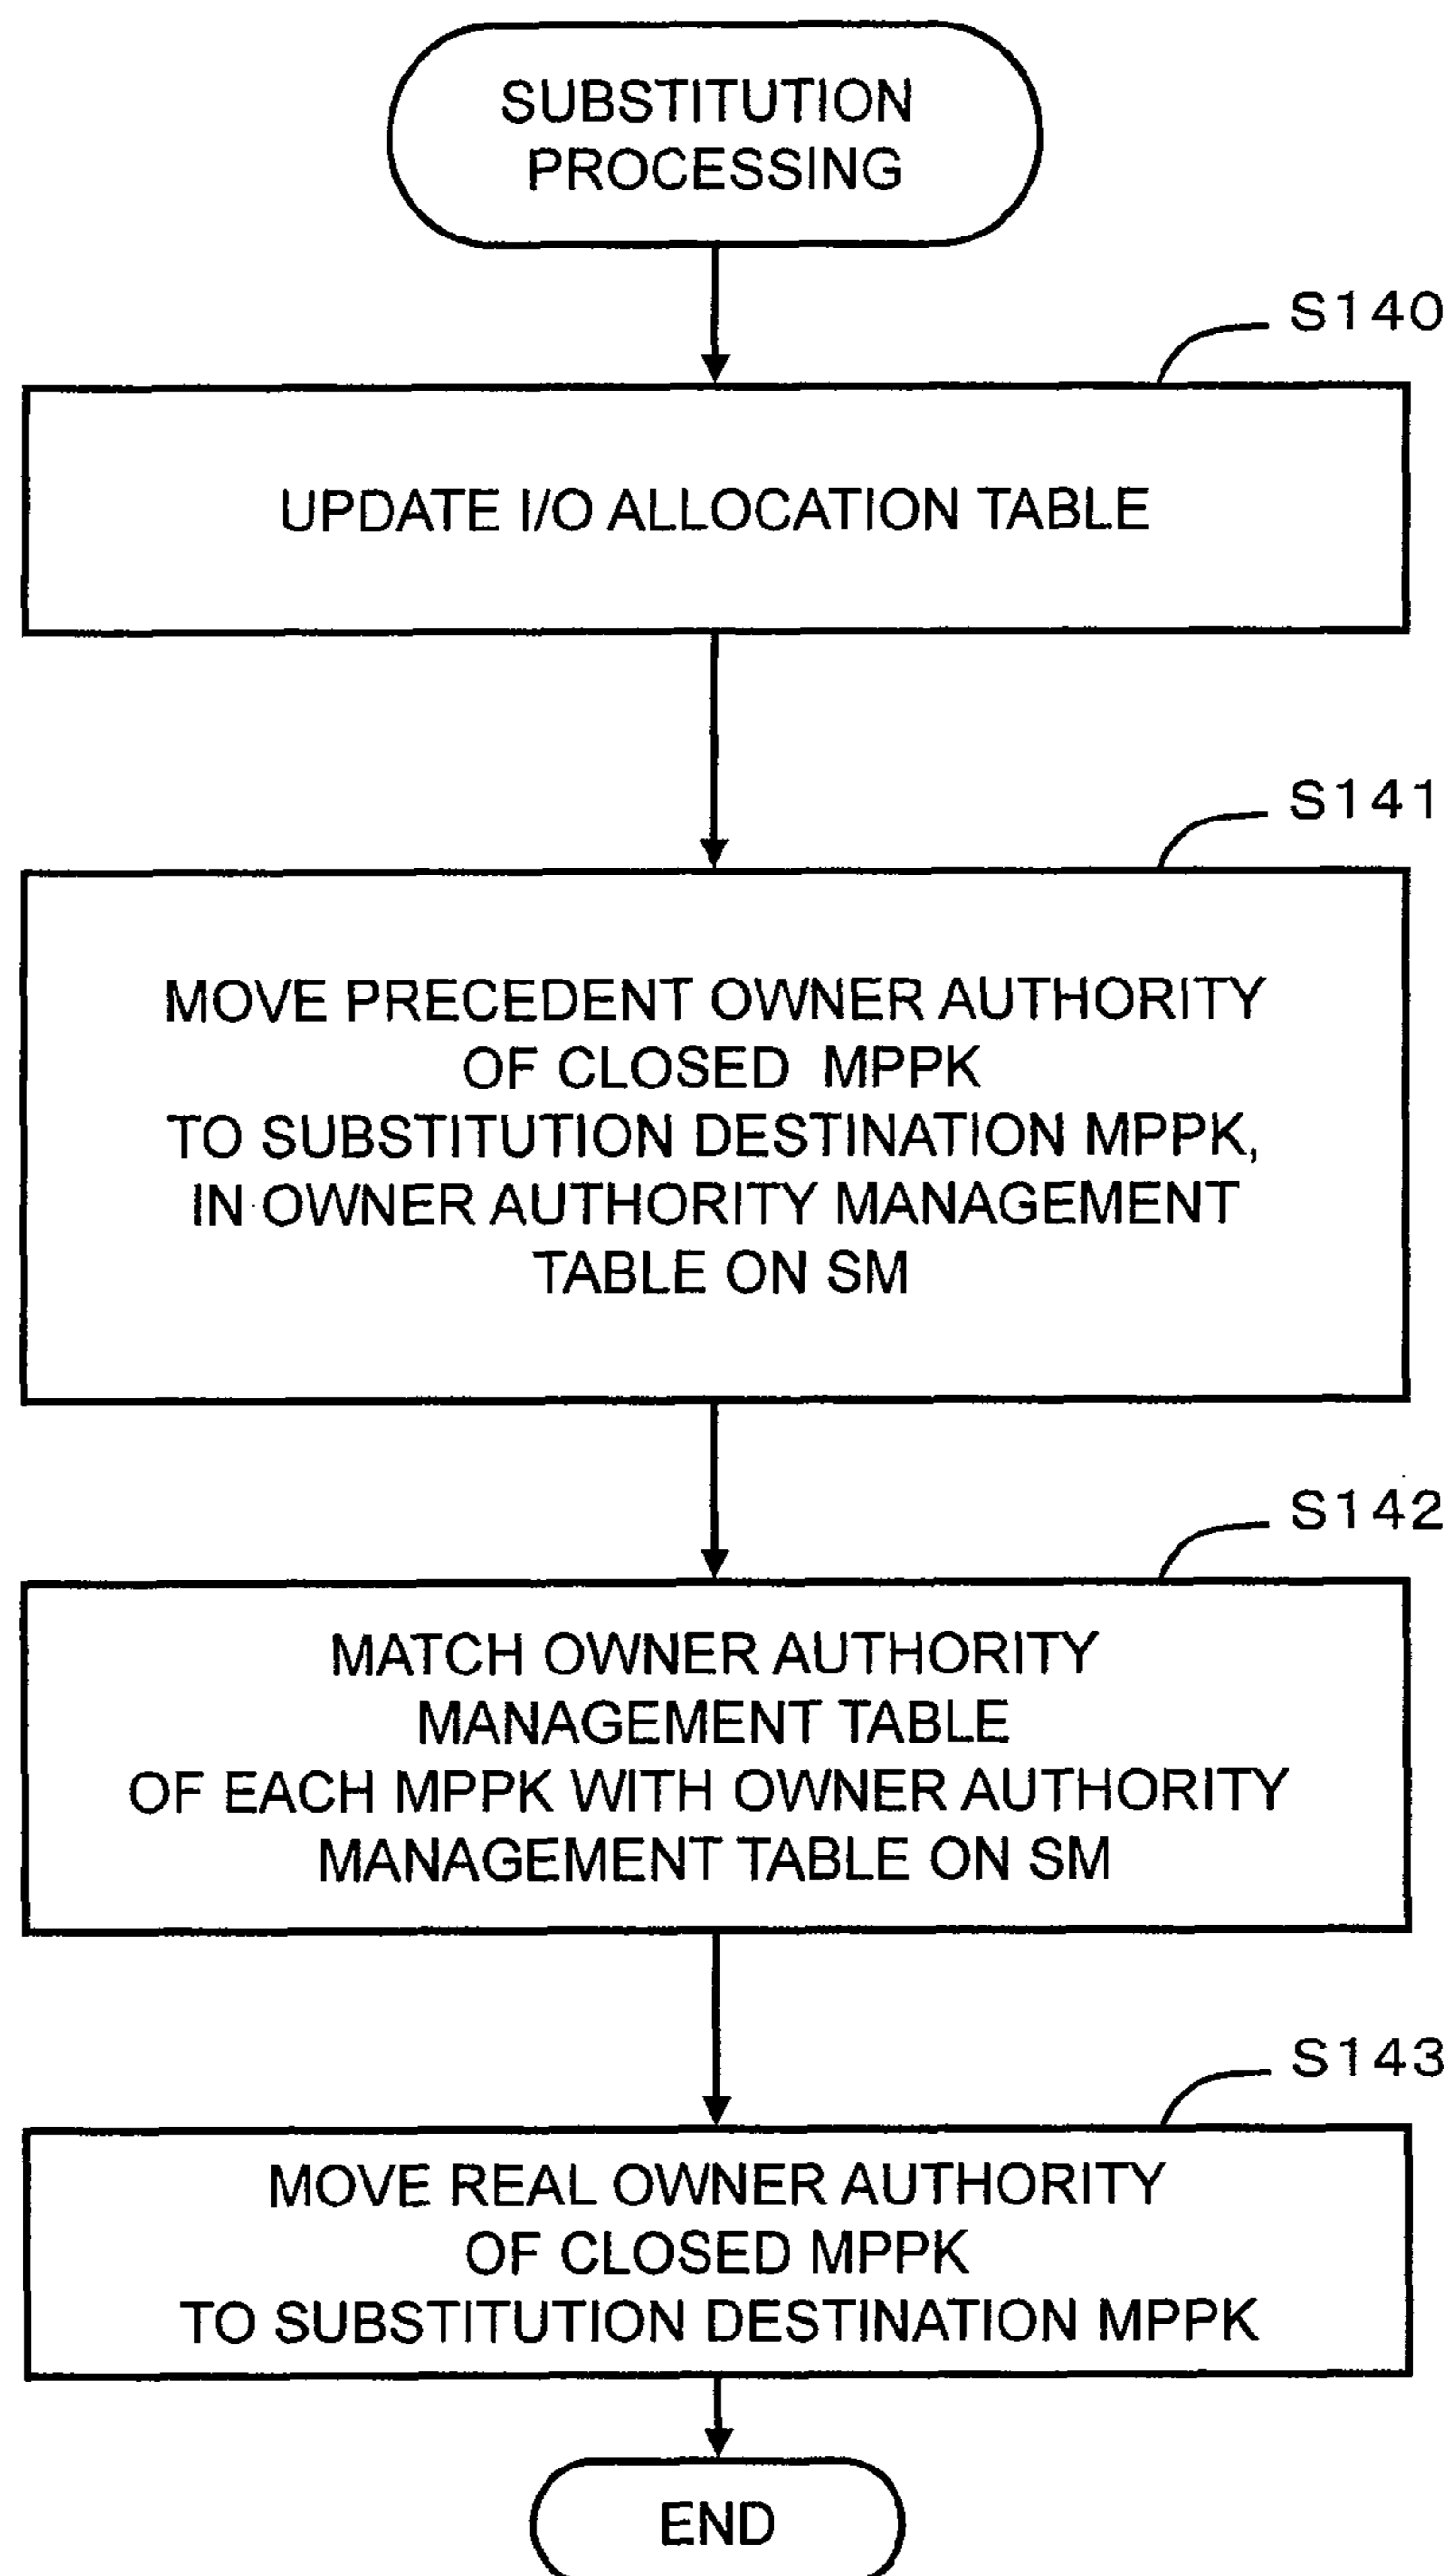 SUBSTITUTION
PROCESSING
S140
UPDATE I/O ALLOCATION TABLE
S141
MOVE PRECEDENT OWNER AUTHORITY
OF CLOSED MPPK
TO SUBSTITUTION DESTINATION MPPK,
IN OWNER AUTHORITY MANAGEMENT
TABLE ON SM
S142
MATCH OWNER AUTHORITY
MANAGEMENT TABLE
OF EACH MPPK WITH OWNER AUTHORITY
MANAGEMENT TABLE ON SM
S143
MOVE REAL OWNER AUTHORITY
OF CLOSED MPPK
TO SUBSTITUTION DESTINATION MPPK
END